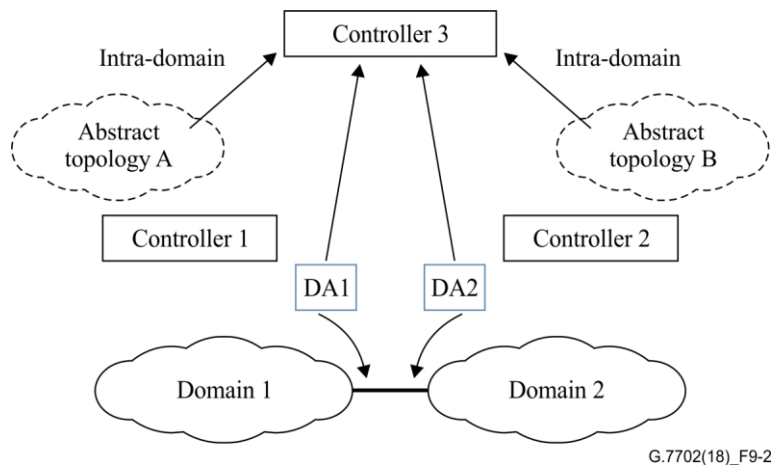 Controller 3
Intra-domain
Intra-domain
Abstract
topology A
Abstract
topology B
Controller 1
Controller 2
DA1
DA2
Domain 1
Domain 2
G.7702(18)_F9-2